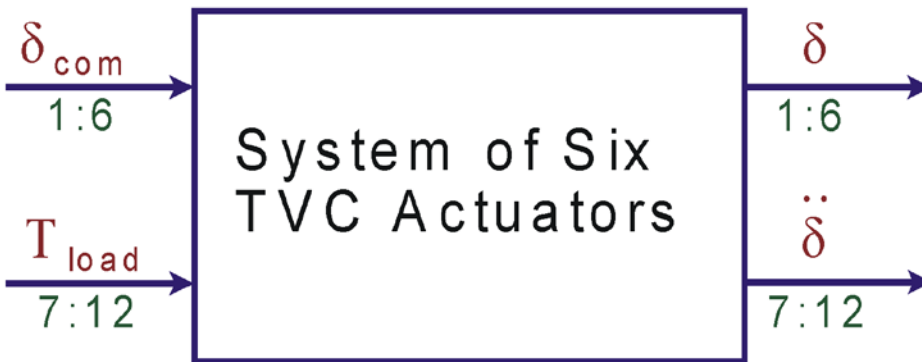 δcom
1:6
Tload
7:12
System of Six
TVC Actuators
δ
1:6
δ̈
7:12